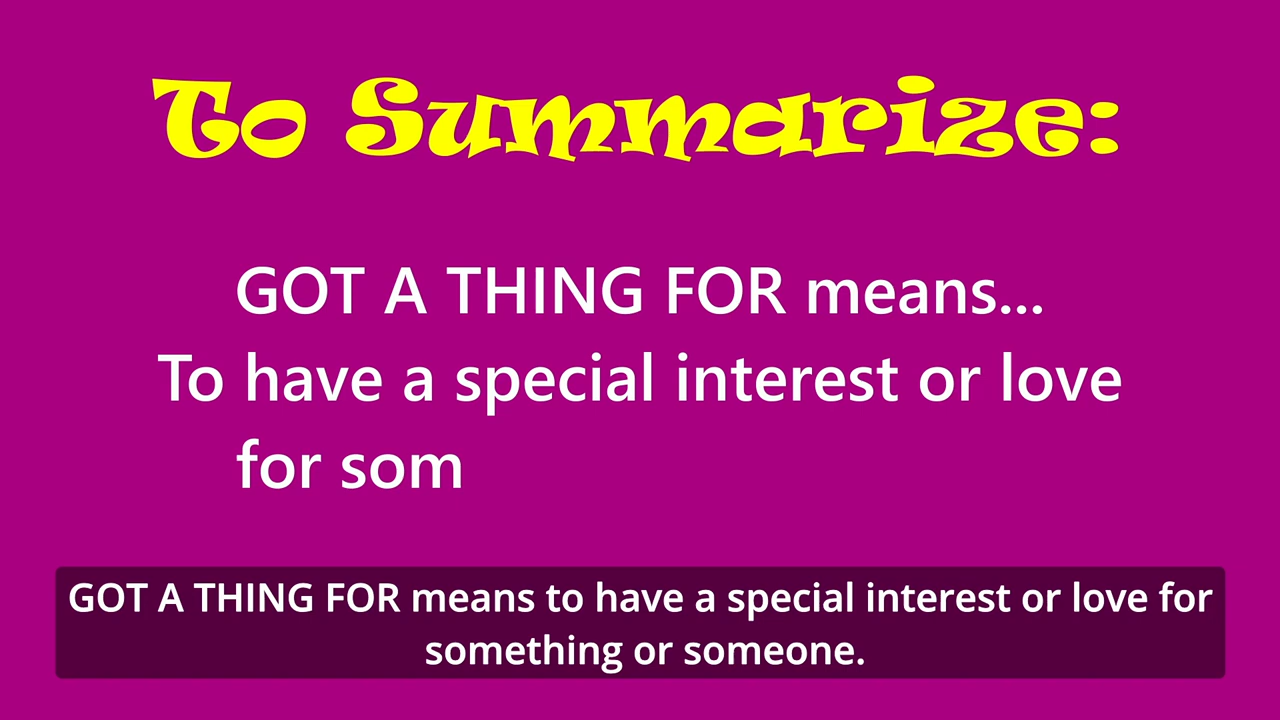 To Summarize:
GOT A THING FOR means...
To have a special interest or love
for som
GOT A THING FOR means to have a special interest or love for
something or someone.